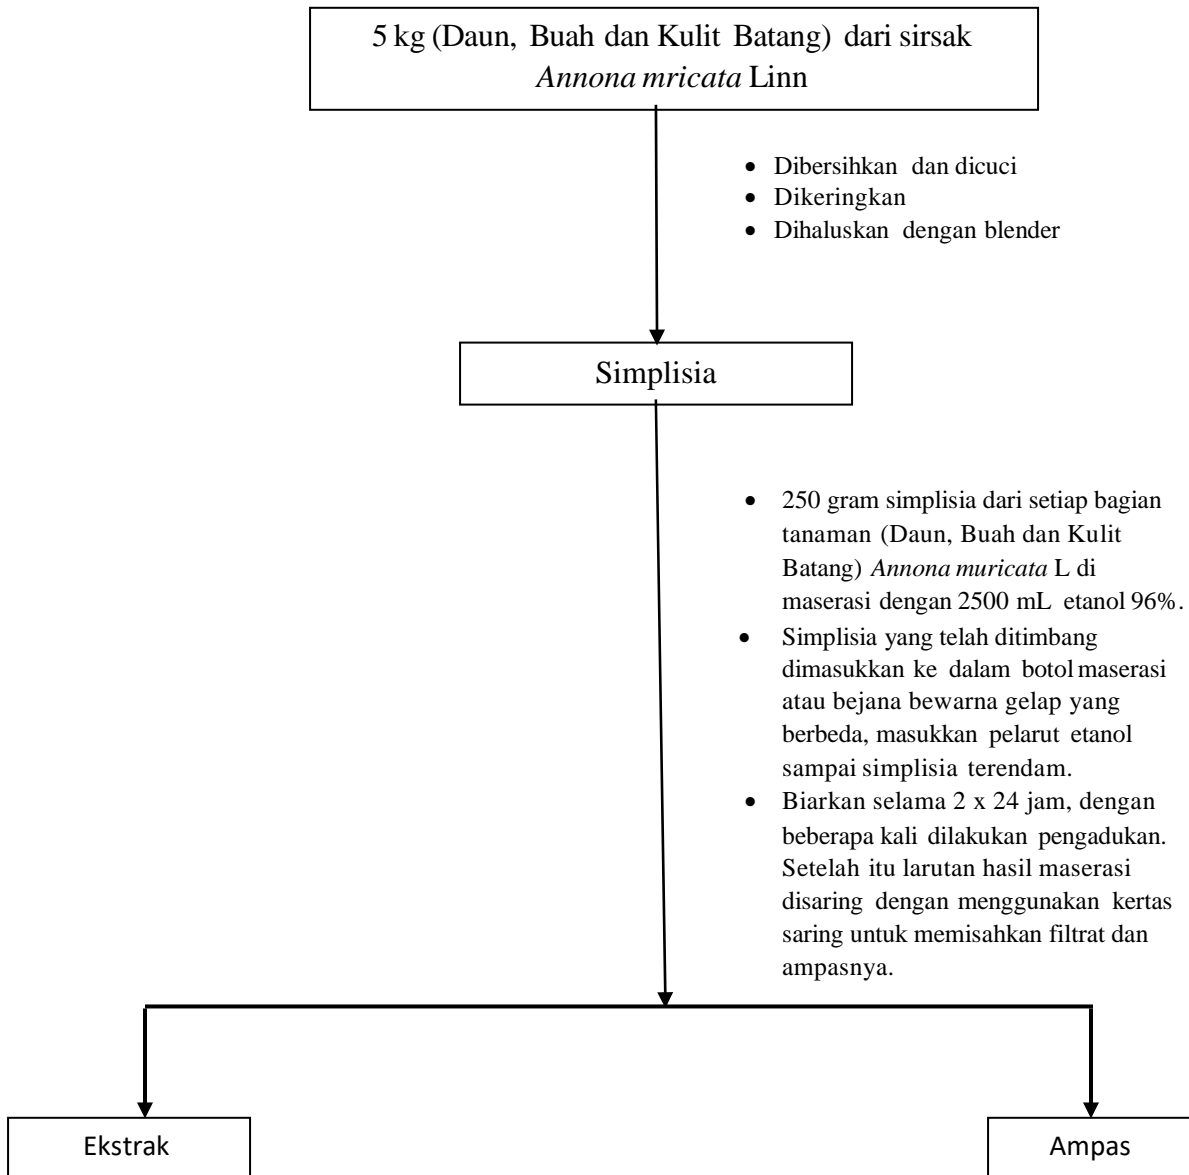 5 kg (Daun, Buah dan Kulit Batang) dari sirsak
Annona mricata Linn
• Dibersihkan dan dicuci
• Dikeringkan
• Dihaluskan dengan blender
Simplisia
• 250 gram simplisia dari setiap bagian
tanaman (Daun, Buah dan Kulit
Batang) Annona muricata L di
maserasi dengan 2500 mL etanol 96%.
• Simplisia yang telah ditimbang
dimasukkan ke dalam botol maserasi
atau bejana bewarna gelap yang
berbeda, masukkan pelarut etanol
sampai simplisia terendam.
• Biarkan selama 2 x 24 jam, dengan
beberapa kali dilakukan pengadukan.
Setelah itu larutan hasil maserasi
disaring dengan menggunakan kertas
saring untuk memisahkan filtrat dan
ampasnya.
Ekstrak
Ampas